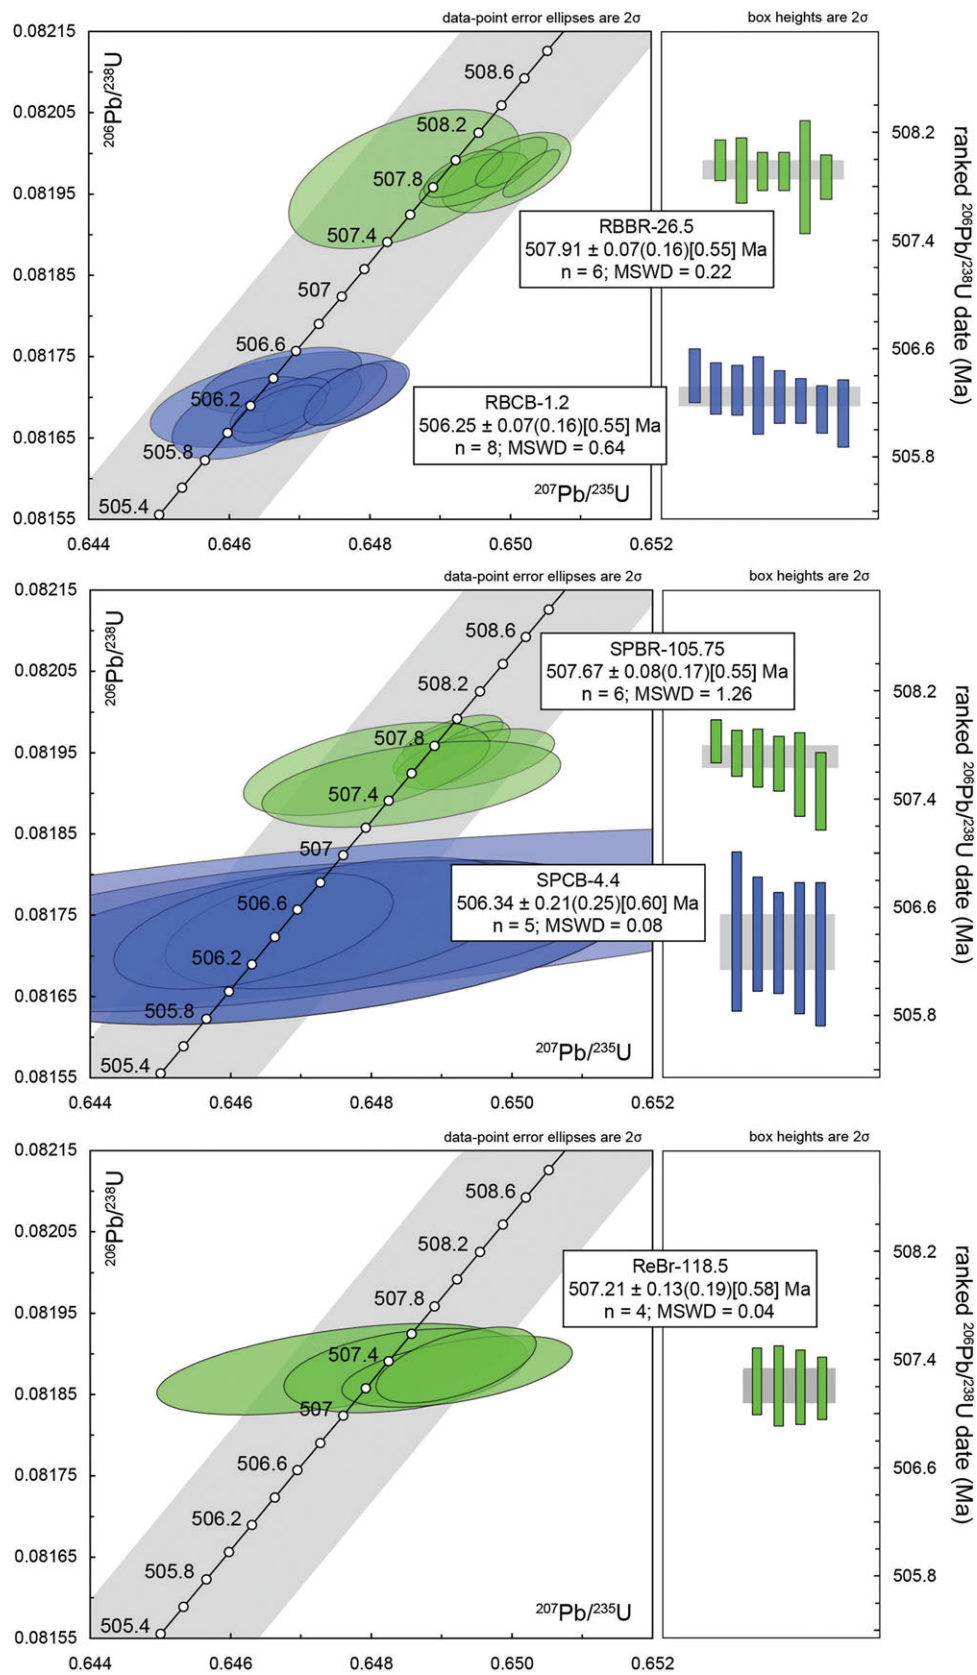 data-point error ellipses are 2σ
box heights are 2σ
0.08215
0.08205
0.08195
0.08185
0.08175
0.08165
0.08155
²⁰⁶Pb/²³⁸U
508.6
508.2
507.8
507.4
507
506.6
506.2
505.8
505.4
RBBR-26.5
507.91 ± 0.07(0.16)[0.55] Ma
n = 6; MSWD = 0.22
RBCB-1.2
506.25 ± 0.07(0.16)[0.55] Ma
n = 8; MSWD = 0.64
²⁰⁷Pb/²³⁵U
0.644
0.646
0.648
0.650
0.652
508.2
507.4
506.6
505.8
ranked ²⁰⁶Pb/²³⁸U date (Ma)
data-point error ellipses are 2σ
box heights are 2σ
0.08215
0.08205
0.08195
0.08185
0.08175
0.08165
0.08155
²⁰⁶Pb/²³⁸U
508.6
508.2
507.8
507.4
507
506.6
506.2
505.8
505.4
SPBR-105.75
507.67 ± 0.08(0.17)[0.55] Ma
n = 6; MSWD = 1.26
SPCB-4.4
506.34 ± 0.21(0.25)[0.60] Ma
n = 5; MSWD = 0.08
²⁰⁷Pb/²³⁵U
0.644
0.646
0.648
0.650
0.652
508.2
507.4
506.6
505.8
ranked ²⁰⁶Pb/²³⁸U date (Ma)
data-point error ellipses are 2σ
box heights are 2σ
0.08215
0.08205
0.08195
0.08185
0.08175
0.08165
0.08155
²⁰⁶Pb/²³⁸U
508.6
508.2
507.8
507.4
507
506.6
506.2
505.8
505.4
ReBr-118.5
507.21 ± 0.13(0.19)[0.58] Ma
n = 4; MSWD = 0.04
²⁰⁷Pb/²³⁵U
0.644
0.646
0.648
0.650
0.652
508.2
507.4
506.6
505.8
ranked ²⁰⁶Pb/²³⁸U date (Ma)